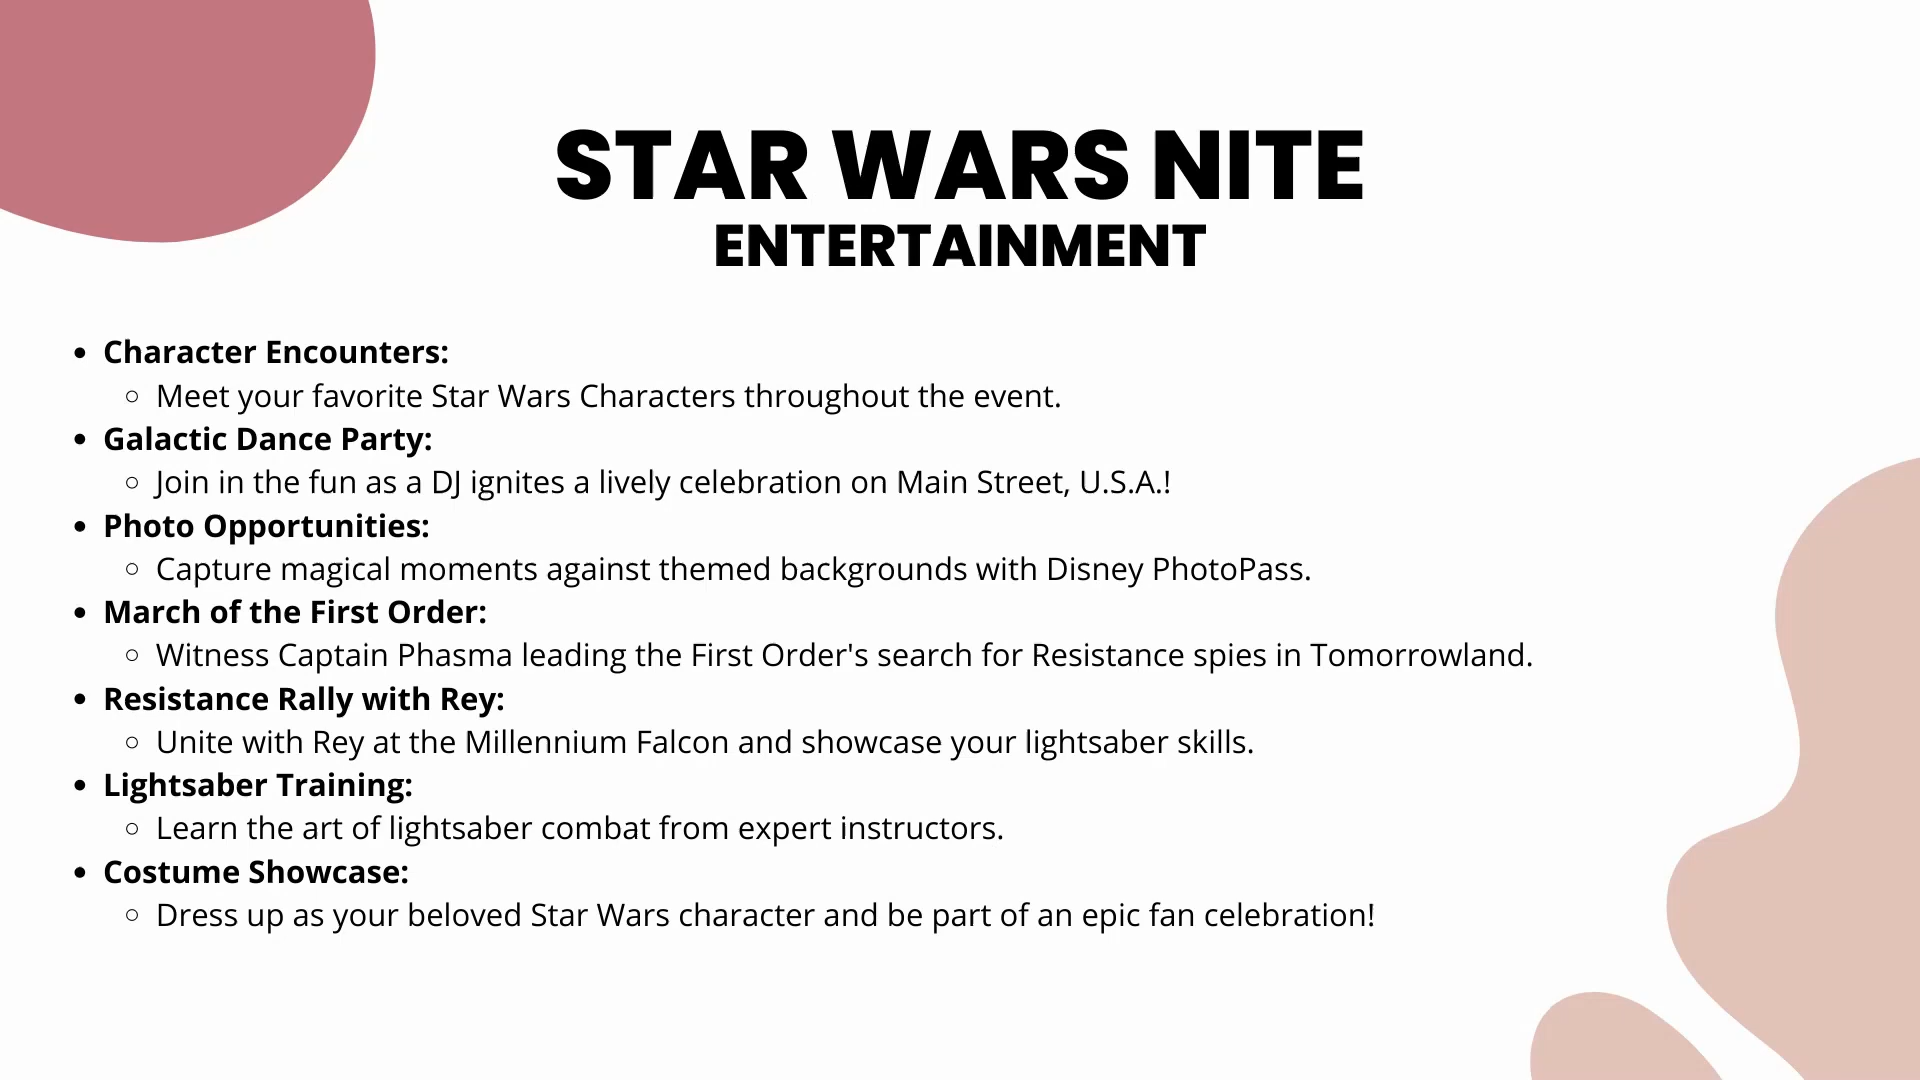 STAR WARS NITE
ENTERTAINMENT
• Character Encounters:
◦ Meet your favorite Star Wars Characters throughout the event.
• Galactic Dance Party:
◦ Join in the fun as a DJ ignites a lively celebration on Main Street, U.S.A.!
• Photo Opportunities:
◦ Capture magical moments against themed backgrounds with Disney PhotoPass.
• March of the First Order:
◦ Witness Captain Phasma leading the First Order's search for Resistance spies in Tomorrowland.
• Resistance Rally with Rey:
◦ Unite with Rey at the Millennium Falcon and showcase your lightsaber skills.
• Lightsaber Training:
◦ Learn the art of lightsaber combat from expert instructors.
• Costume Showcase:
◦ Dress up as your beloved Star Wars character and be part of an epic fan celebration!